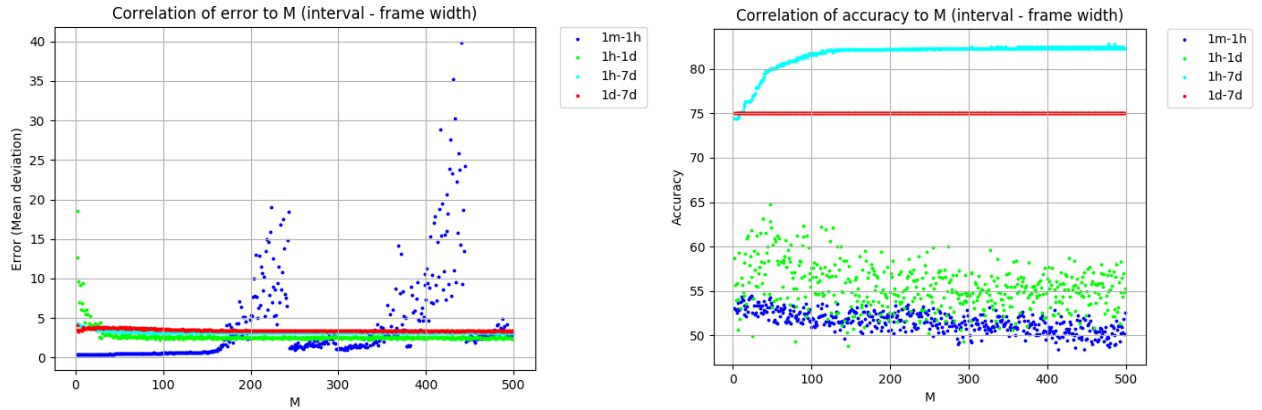 Correlation of error to M (interval - frame width)
40
35
30
25
20
15
10
5
0
Error (Mean deviation)
0 100 200 300 400 500
M
1m-1h
1h-1d
1h-7d
1d-7d
Correlation of accuracy to M (interval - frame width)
80
75
70
65
60
55
50
Accuracy
0 100 200 300 400 500
M
1m-1h
1h-1d
1h-7d
1d-7d